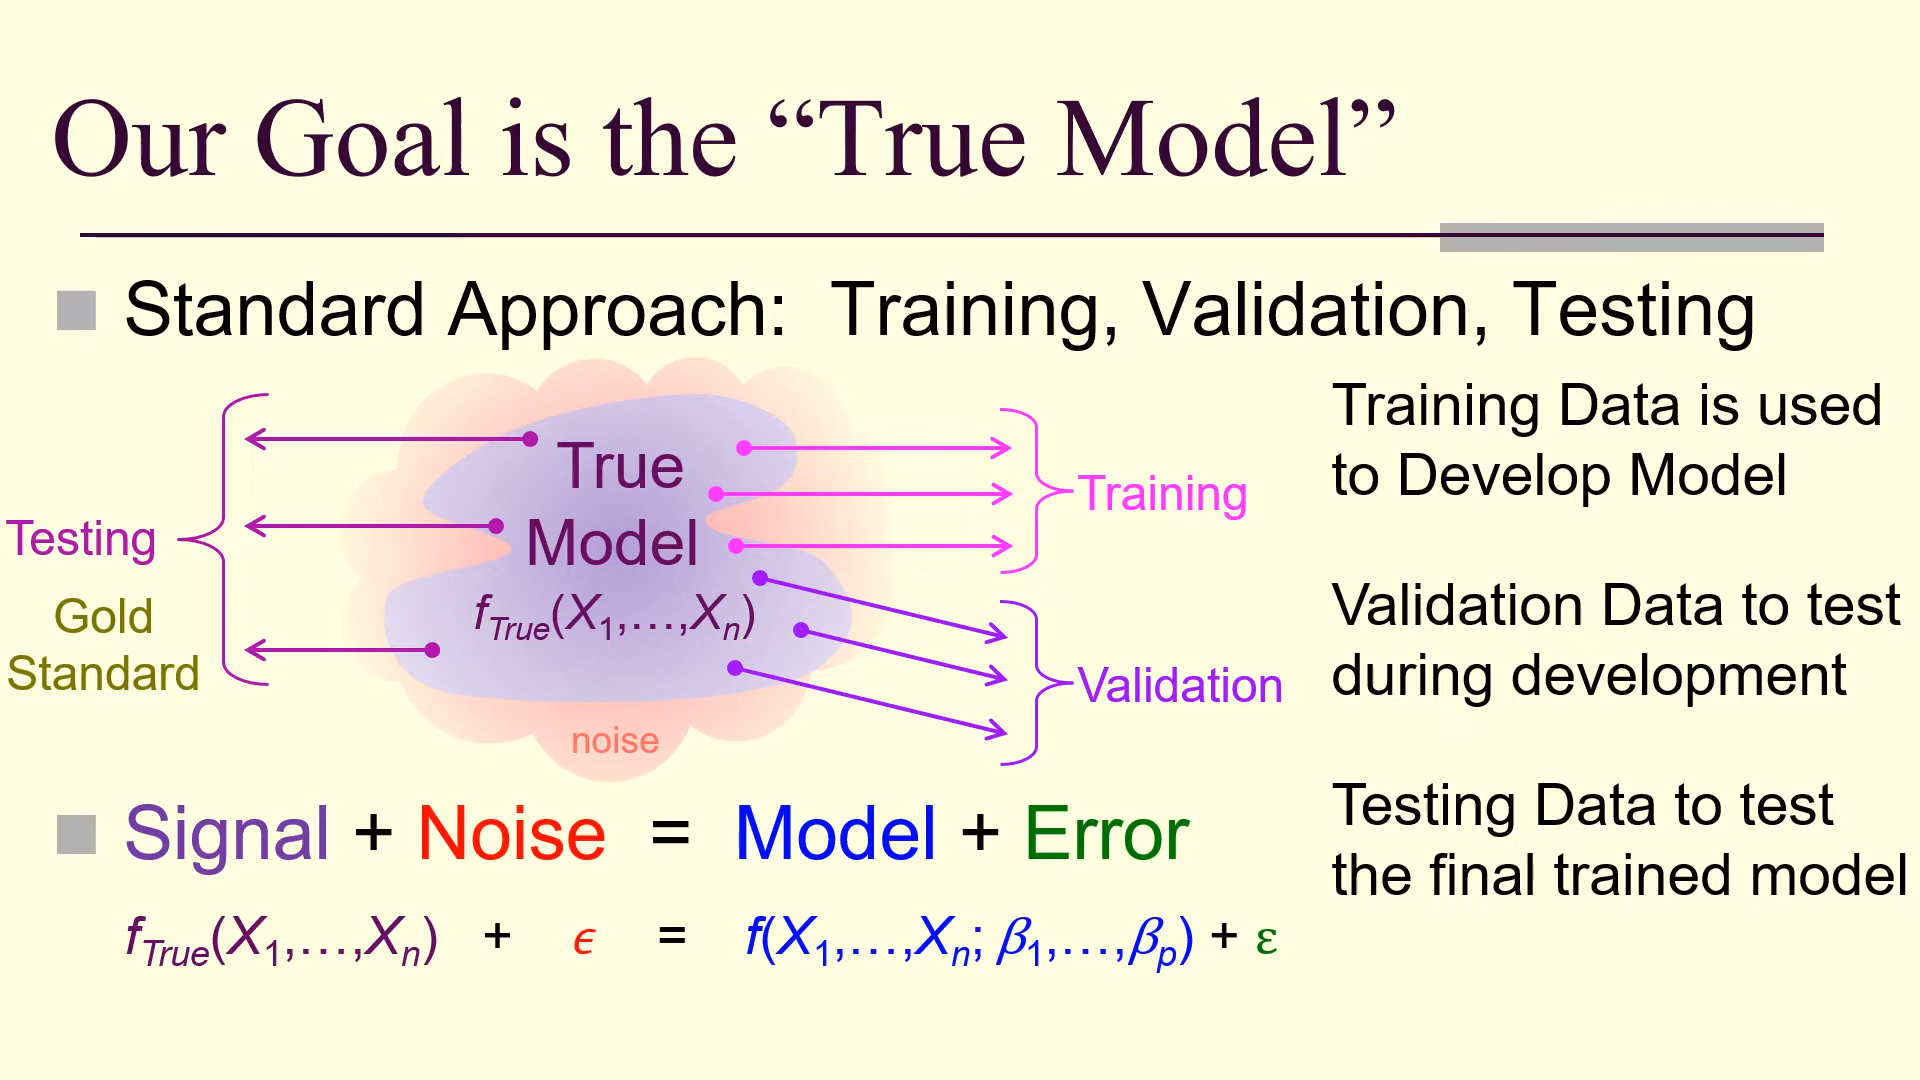 Our Goal is the “True Model”
Standard Approach: Training, Validation, Testing
True
Model
f_True(X_1,…,X_n)
noise
Testing
Gold
Standard
Training
Validation
Training Data is used
to Develop Model
Validation Data to test
during development
Testing Data to test
the final trained model
Signal + Noise = Model + Error
f_True(X_1,…,X_n) + ϵ = f(X_1,…,X_n; β_1,…,β_p) + ε